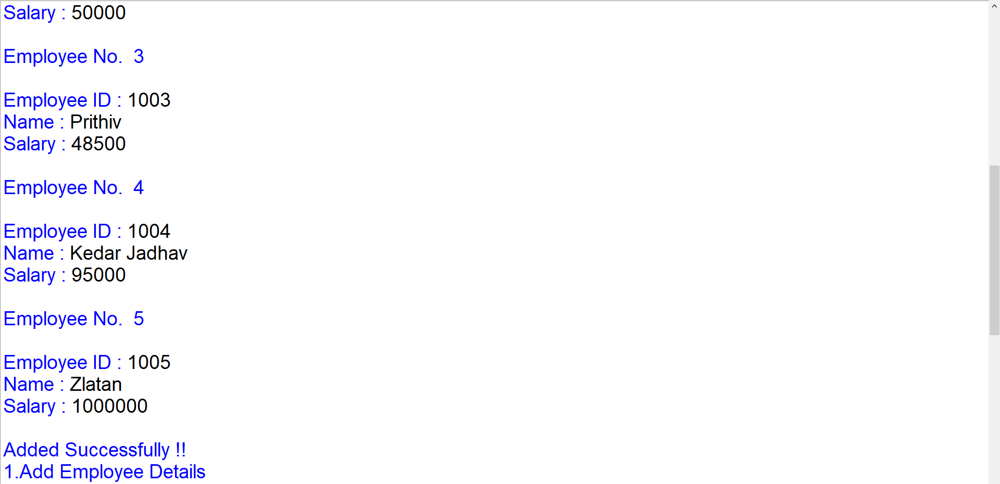 Salary : 50000
Employee No.  3
Employee ID : 1003
Name : Prithiv
Salary : 48500
Employee No.  4
Employee ID : 1004
Name : Kedar Jadhav
Salary : 95000
Employee No.  5
Employee ID : 1005
Name : Zlatan
Salary : 1000000
Added Successfully !!
1.Add Employee Details